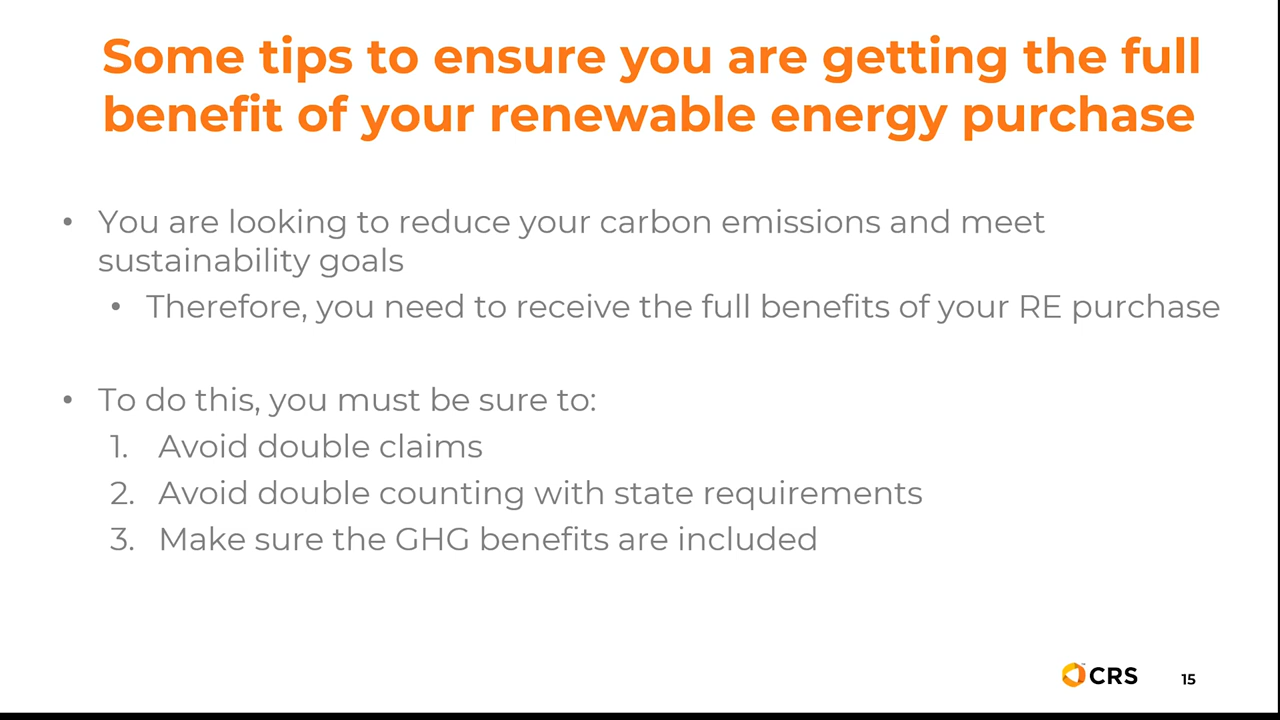 Some tips to ensure you are getting the full
benefit of your renewable energy purchase
• You are looking to reduce your carbon emissions and meet
sustainability goals
• Therefore, you need to receive the full benefits of your RE purchase
• To do this, you must be sure to:
1. Avoid double claims
2. Avoid double counting with state requirements
3. Make sure the GHG benefits are included
CRS
15